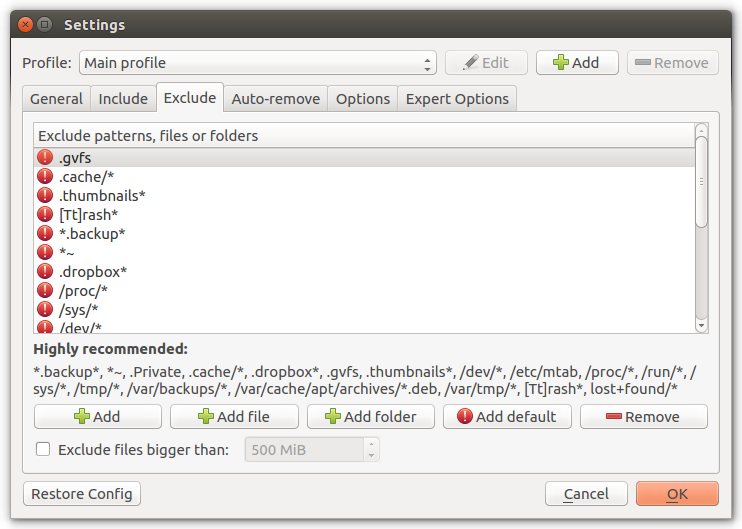 Settings
Profile: Main profile Edit Add Remove
General Include Exclude Auto-remove Options Expert Options
Exclude patterns, files or folders
.gvfs
.cache/*
.thumbnails*
[Tt]rash*
*.backup*
*~
.dropbox*
/proc/*
/sys/*
/dev/*
Highly recommended:
*.backup*, *~, .Private, .cache/*, .dropbox*, .gvfs, .thumbnails*, /dev/*, /etc/mtab, /proc/*, /run/*, /
sys/*, /tmp/*, /var/backups/*, /var/cache/apt/archives/*.deb, /var/tmp/*, [Tt]rash*, lost+found/*
Add Add file Add folder Add default Remove
Exclude files bigger than: 500 MiB
Restore Config Cancel OK